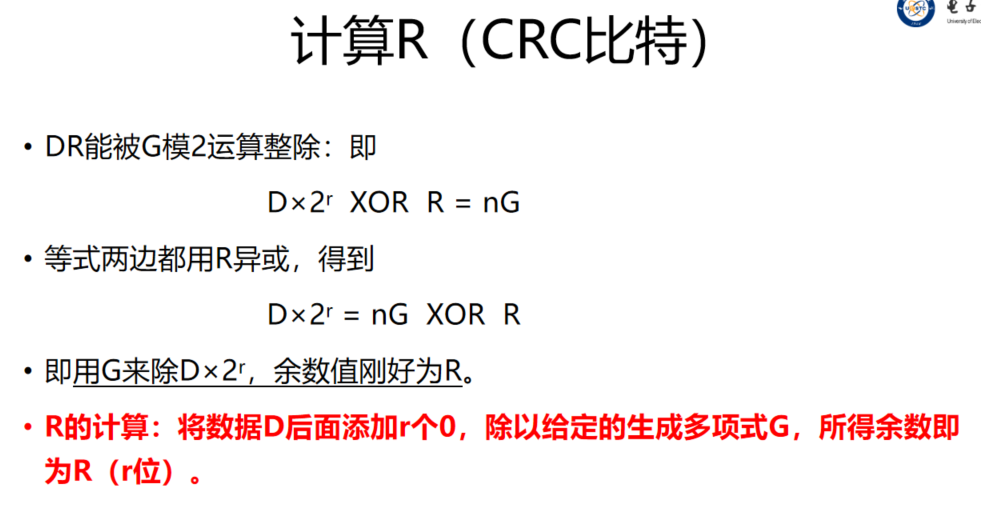 电子
University of Elec
计算R（CRC比特）
• DR能被G模2运算整除：即
D×2ʳ XOR R = nG
• 等式两边都用R异或，得到
D×2ʳ = nG XOR R
• 即用G来除D×2ʳ，余数值刚好为R。
• R的计算：将数据D后面添加r个0，除以给定的生成多项式G，所得余数即
为R（r位）。